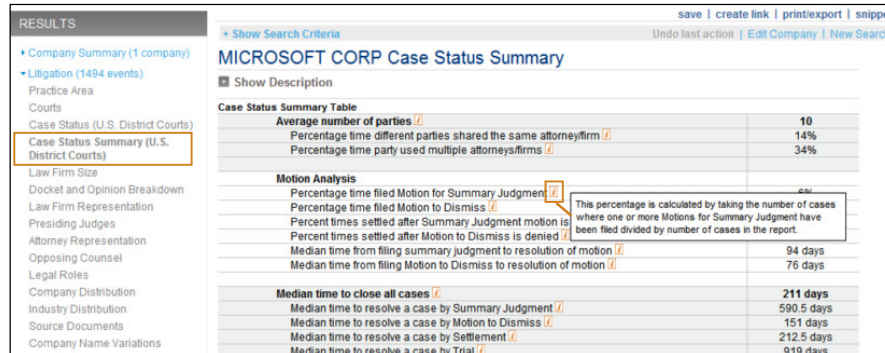 RESULTS
Company Summary (1 company)
Litigation (1494 events)
Practice Area
Courts
Case Status (U.S. District Courts)
Case Status Summary (U.S.
District Courts)
Law Firm Size
Docket and Opinion Breakdown
Law Firm Representation
Presiding Judges
Attorney Representation
Opposing Counsel
Legal Roles
Company Distribution
Industry Distribution
Source Documents
Company Name Variations
save | create link | print/export | snipp
+ Show Search Criteria
Undo last action | Edit Company | New Search
MICROSOFT CORP Case Status Summary
+ Show Description
Case Status Summary Table
Average number of parties i 10
Percentage time different parties shared the same attorney/firm i 14%
Percentage time party used multiple attorneys/firms i 34%
Motion Analysis
Percentage time filed Motion for Summary Judgment i 6%
Percentage time filed Motion to Dismiss i
Percent times settled after Summary Judgment motion is
Percent times settled after Motion to Dismiss is denied i
This percentage is calculated by taking the number of cases
where one or more Motions for Summary Judgment have
been filed divided by number of cases in the report.
Median time from filing summary judgment to resolution of motion i 94 days
Median time from filing Motion to Dismiss to resolution of motion i 76 days
Median time to close all cases i 211 days
Median time to resolve a case by Summary Judgment i 590.5 days
Median time to resolve a case by Motion to Dismiss i 151 days
Median time to resolve a case by Settlement i 212.5 days
Median time to resolve a case by Trial i 919 days